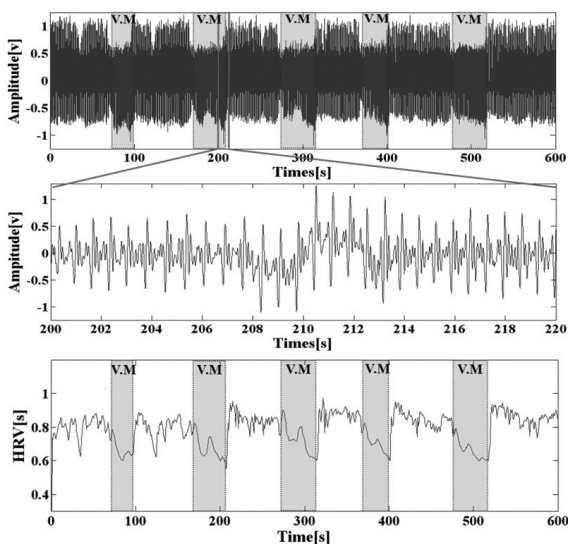 V.M V.M V.M V.M V.M
Amplitude[v]
1
0.5
0
-0.5
-1
0 100 200 300 400 500 600
Times[s]
Ampitude[v]
1
0.5
0
-0.5
-1
200 202 204 206 208 210 212 214 216 218 220
Times[s]
V.M V.M V.M V.M V.M
HRV[s]
1
0.8
0.6
0.4
0 100 200 300 400 500 600
Time[s]